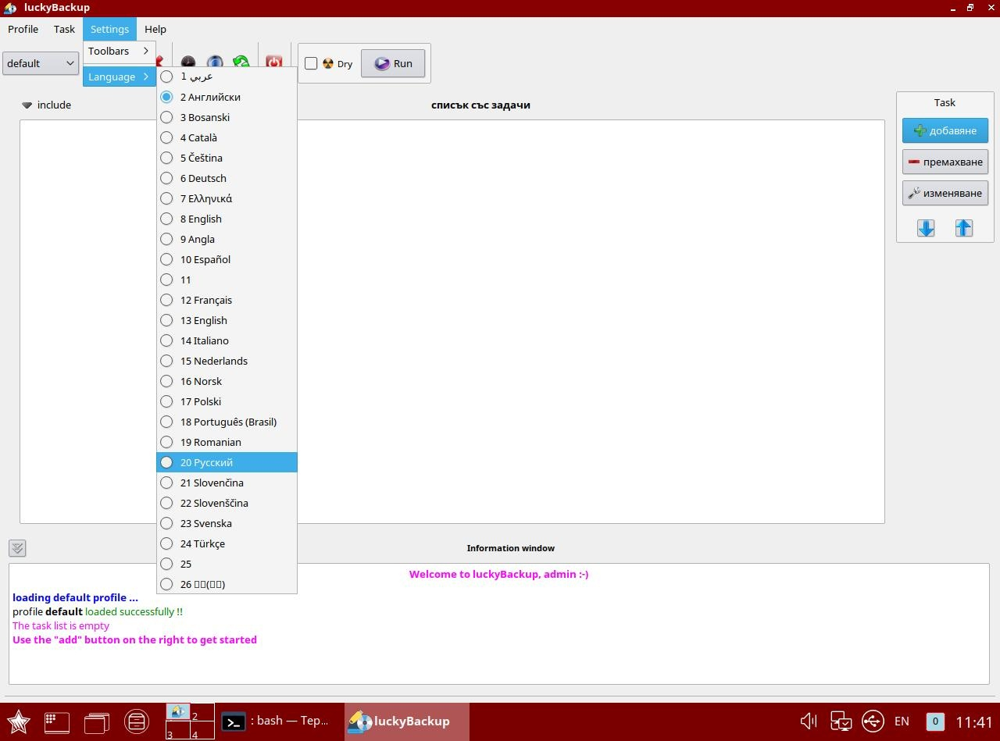 luckyBackup
Profile Task Settings Help
default
Toolbars
Language
Dry
Run
1 عربي
2 Английски
3 Bosanski
4 Català
5 Čeština
6 Deutsch
7 Ελληνικά
8 English
9 Angla
10 Español
11
12 Français
13 English
14 Italiano
15 Nederlands
16 Norsk
17 Polski
18 Português (Brasil)
19 Romanian
20 Русский
21 Slovenčina
22 Slovenščina
23 Svenska
24 Türkçe
25
26 ▯▯(▯▯)
include
списък със задачи
Task
добавяне
премахване
изменяване
Information window
Welcome to luckyBackup, admin :-)
loading default profile ...
profile default loaded successfully !!
The task list is empty
Use the "add" button on the right to get started
2
3 4
: bash — Тер...
luckyBackup
EN
0
11:41